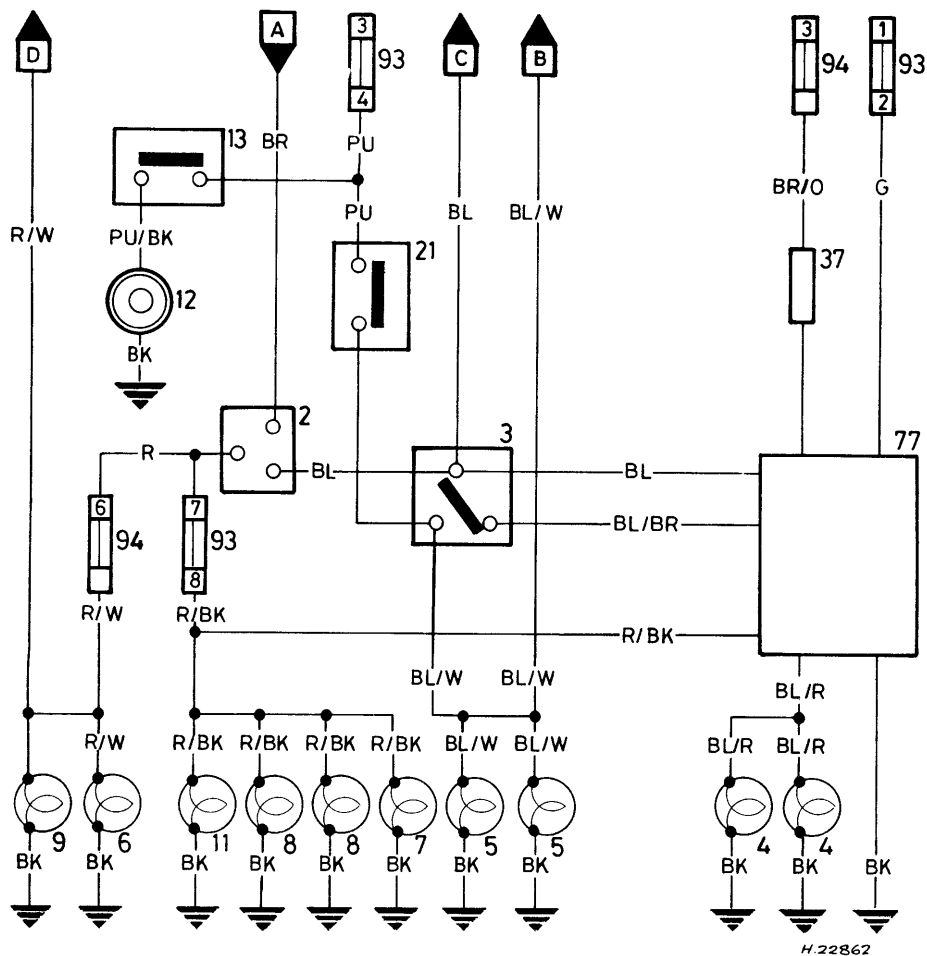 D
A
3
93
4
C
B
3
94
1
93
2
13
BR
PU
BR/O
G
R/W
PU/BK
PU
BL
BL/W
21
37
12
BK
2
3
77
R
BL
BL
6
94
7
93
8
BL/BR
R/W
R/BK
R/BK
BL/W
BL/W
BL/R
R/W
R/BK
R/BK
R/BK
R/BK
BL/W
BL/W
BL/R
BL/R
9
6
11
8
8
7
5
5
4
4
BK
BK
BK
BK
BK
BK
BK
BK
BK
BK
BK
H.22862